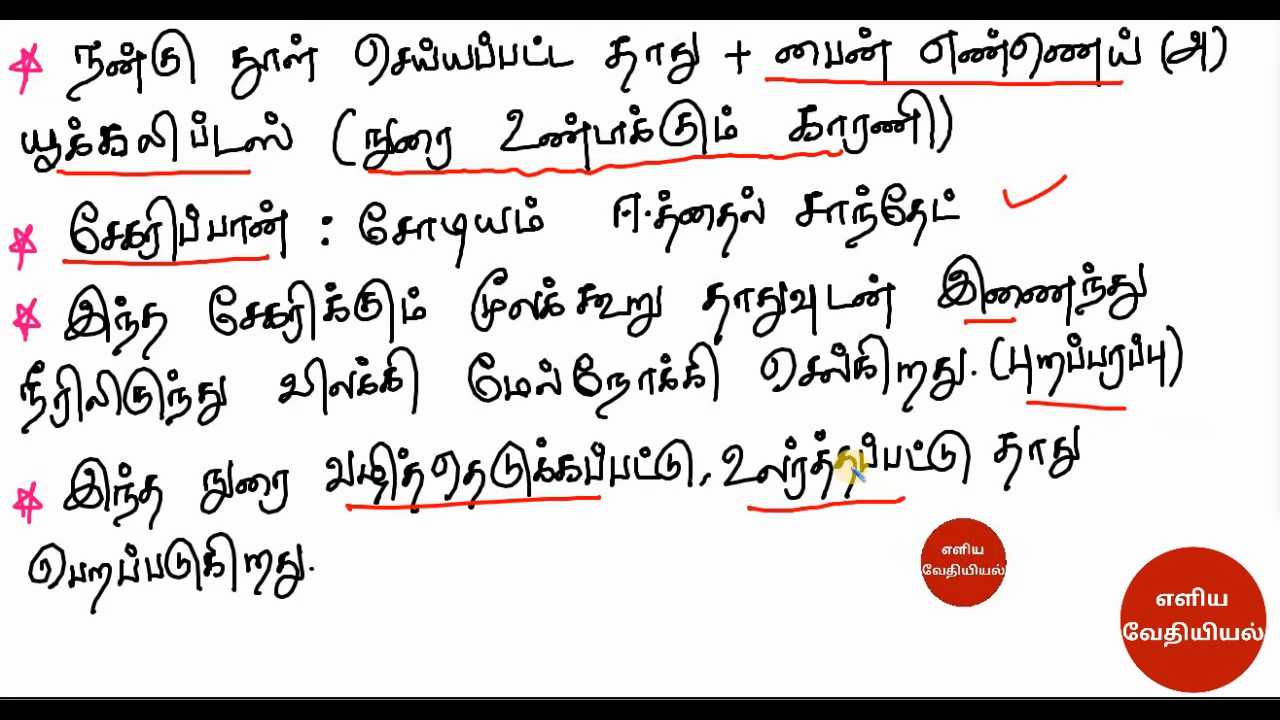 * நன்கு தூள் செய்யப்பட்ட தாது + பைன் எண்ணெய் (அ)
யூக்கலிப்டஸ் (நுரை உண்டாக்கும் காரணி)
* சேகரிப்பான் : சோடியம் ஈ.த்தைல் சாந்தேட் ✓
* இந்த சேகரிக்கும் மூலக்கூறு தாதுவுடன் இணைந்து
நீரிலிருந்து விலக்கி மேல்நோக்கி செல்கிறது. (புறப்பரப்பு)
* இந்த நுரை வழித்தெடுக்கப்பட்டு, உலர்த்தப்பட்டு தாது
பெறப்படுகிறது.
எளிய
வேதியியல்
எளிய
வேதியியல்